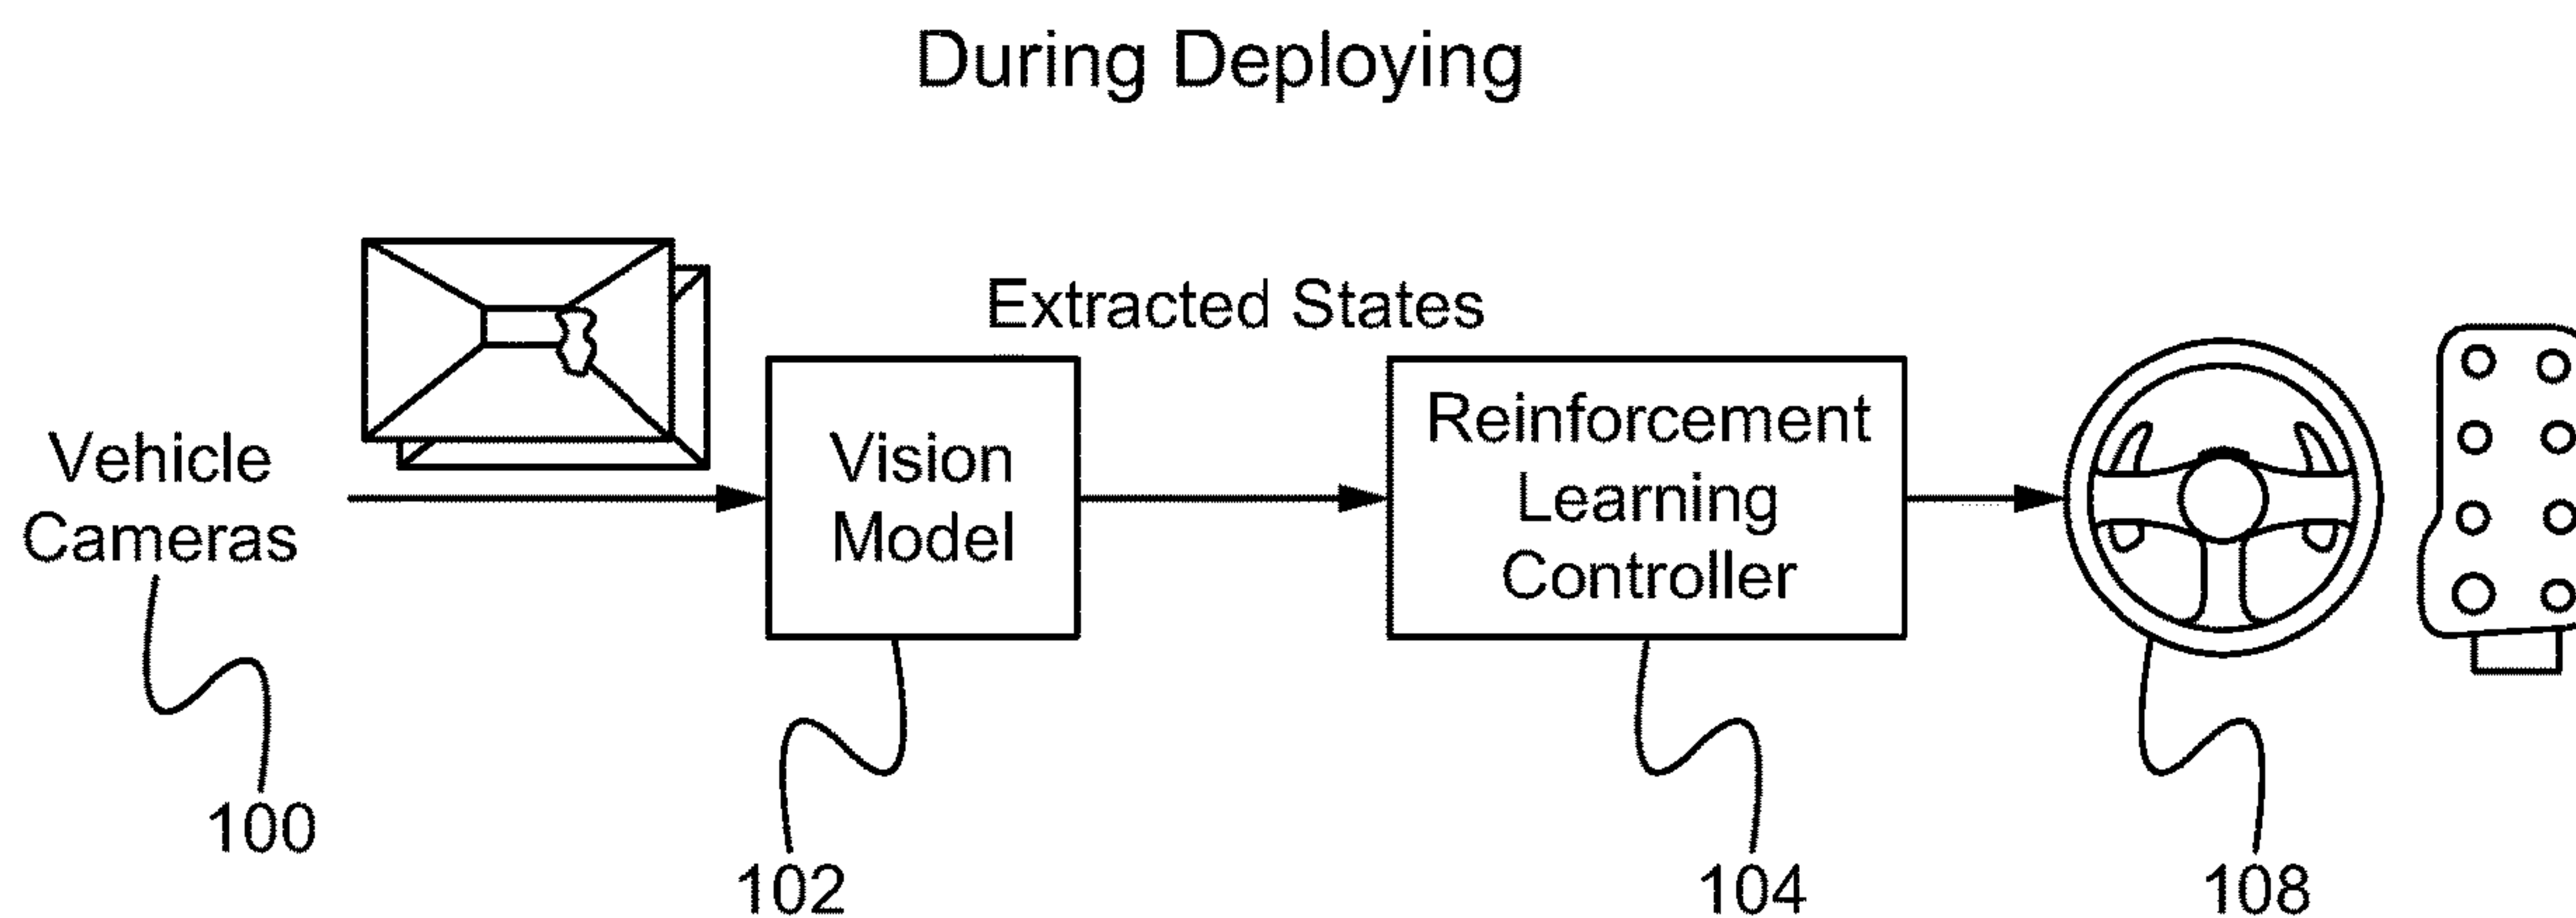 During Deploying
Extracted States
Vehicle
Cameras
Vision
Model
Reinforcement
Learning
Controller
100
102
104
108